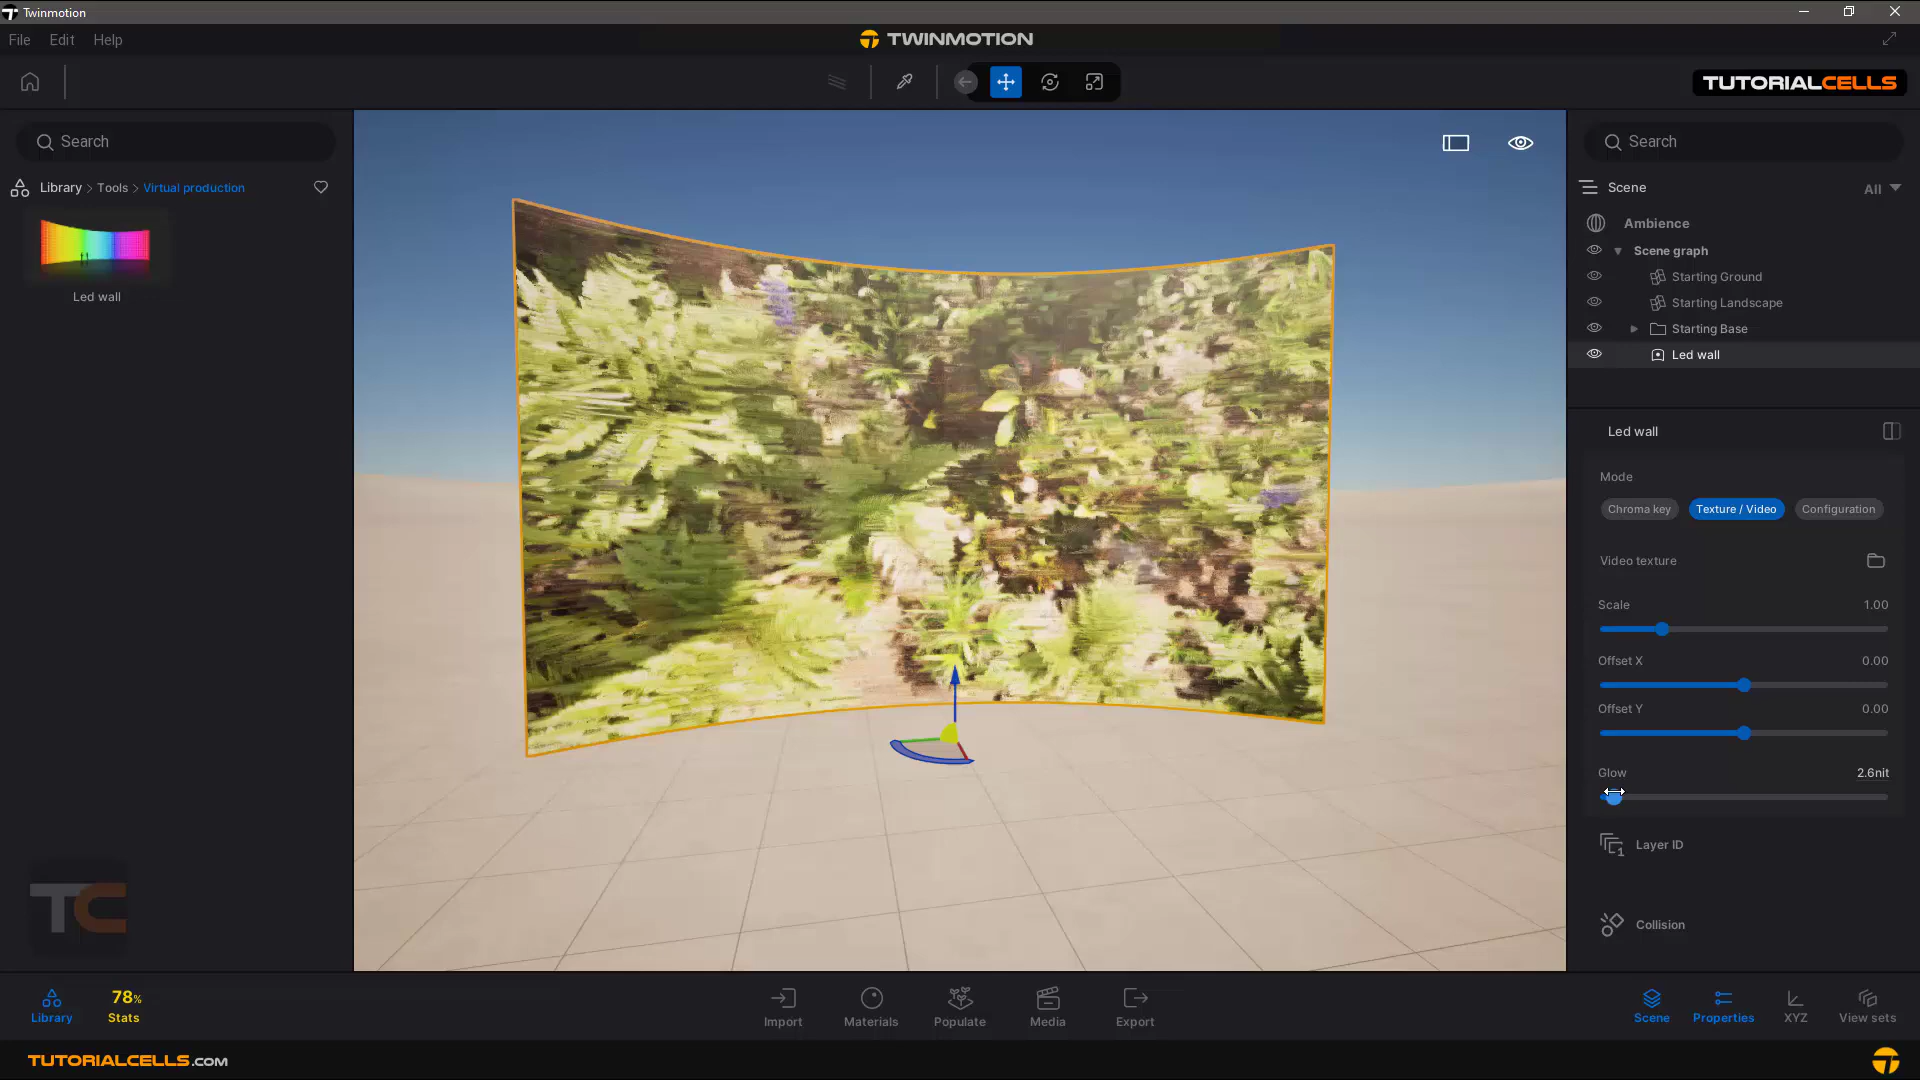 Twinmotion
File Edit Help
TWINMOTION
TUTORIALCELLS
Search
Library > Tools > Virtual production
Led wall
Search
Scene
All
Ambience
Scene graph
Starting Ground
Starting Landscape
Starting Base
Led wall
Led wall
Mode
Chroma key Texture / Video Configuration
Video texture
Scale 1.00
Offset X 0.00
Offset Y 0.00
Glow 2.6nit
1 Layer ID
Collision
TC
Library
78%
Stats
Import Materials Populate Media Export
Scene Properties XYZ View sets
TUTORIALCELLS.COM